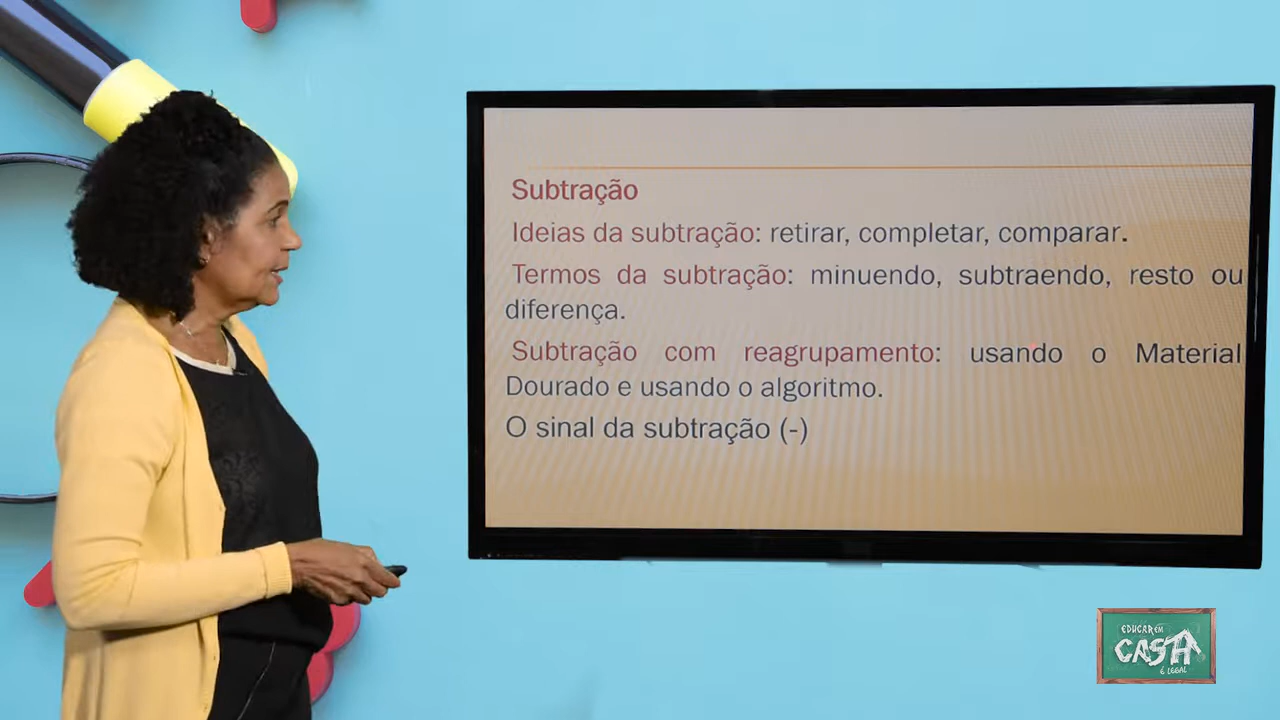 Subtração
Ideias da subtração: retirar, completar, comparar.
Termos da subtração: minuendo, subtraendo, resto ou
diferença.
Subtração com reagrupamento: usando o Material
Dourado e usando o algoritmo.
O sinal da subtração (-)
EDUCAR EM
CASA
É LEGAL